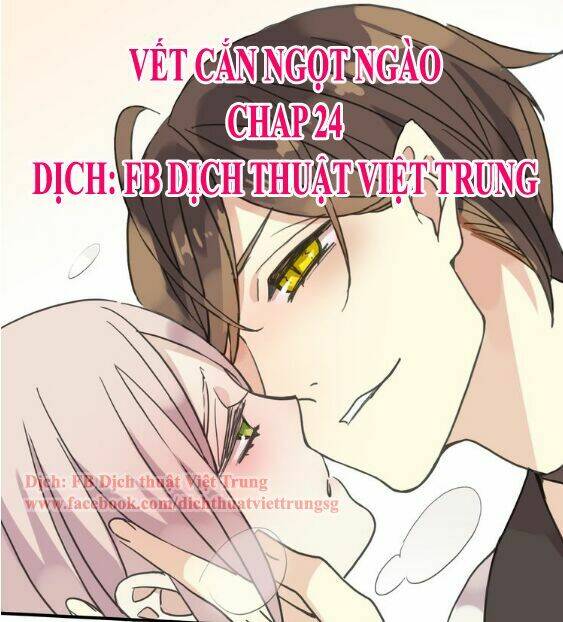 VẾT CẮN NGỌT NGÀO
CHAP 24
DỊCH: FB DỊCH THUẬT VIỆT TRUNG
Dịch: FB Dịch thuật Việt Trung
www.facebook.com/dichthuatviettrungsg